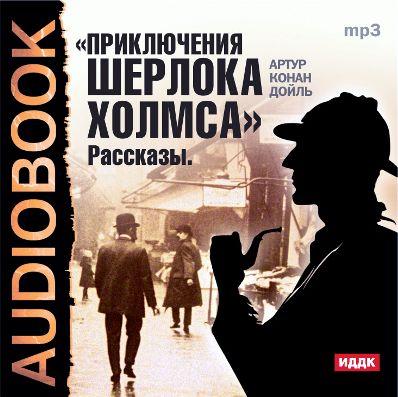 AUDIOBOOK
«ПРИКЛЮЧЕНИЯ
ШЕРЛОКА
ХОЛМСА»
Рассказы.
АРТУР
КОНАН
ДОЙЛЬ
mp3
ИДДК